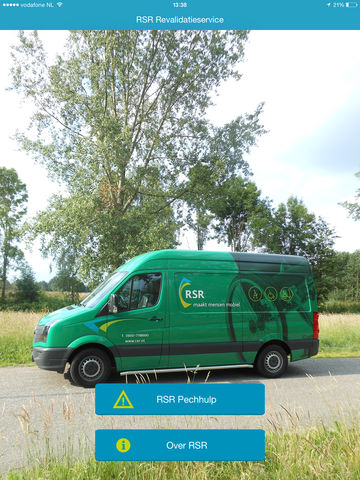 vodafone NL
13:38
21%
RSR Revalidatieservice
RSR
maakt mensen mobiel
www.rsr.nl
RSR Pechhulp
Over RSR